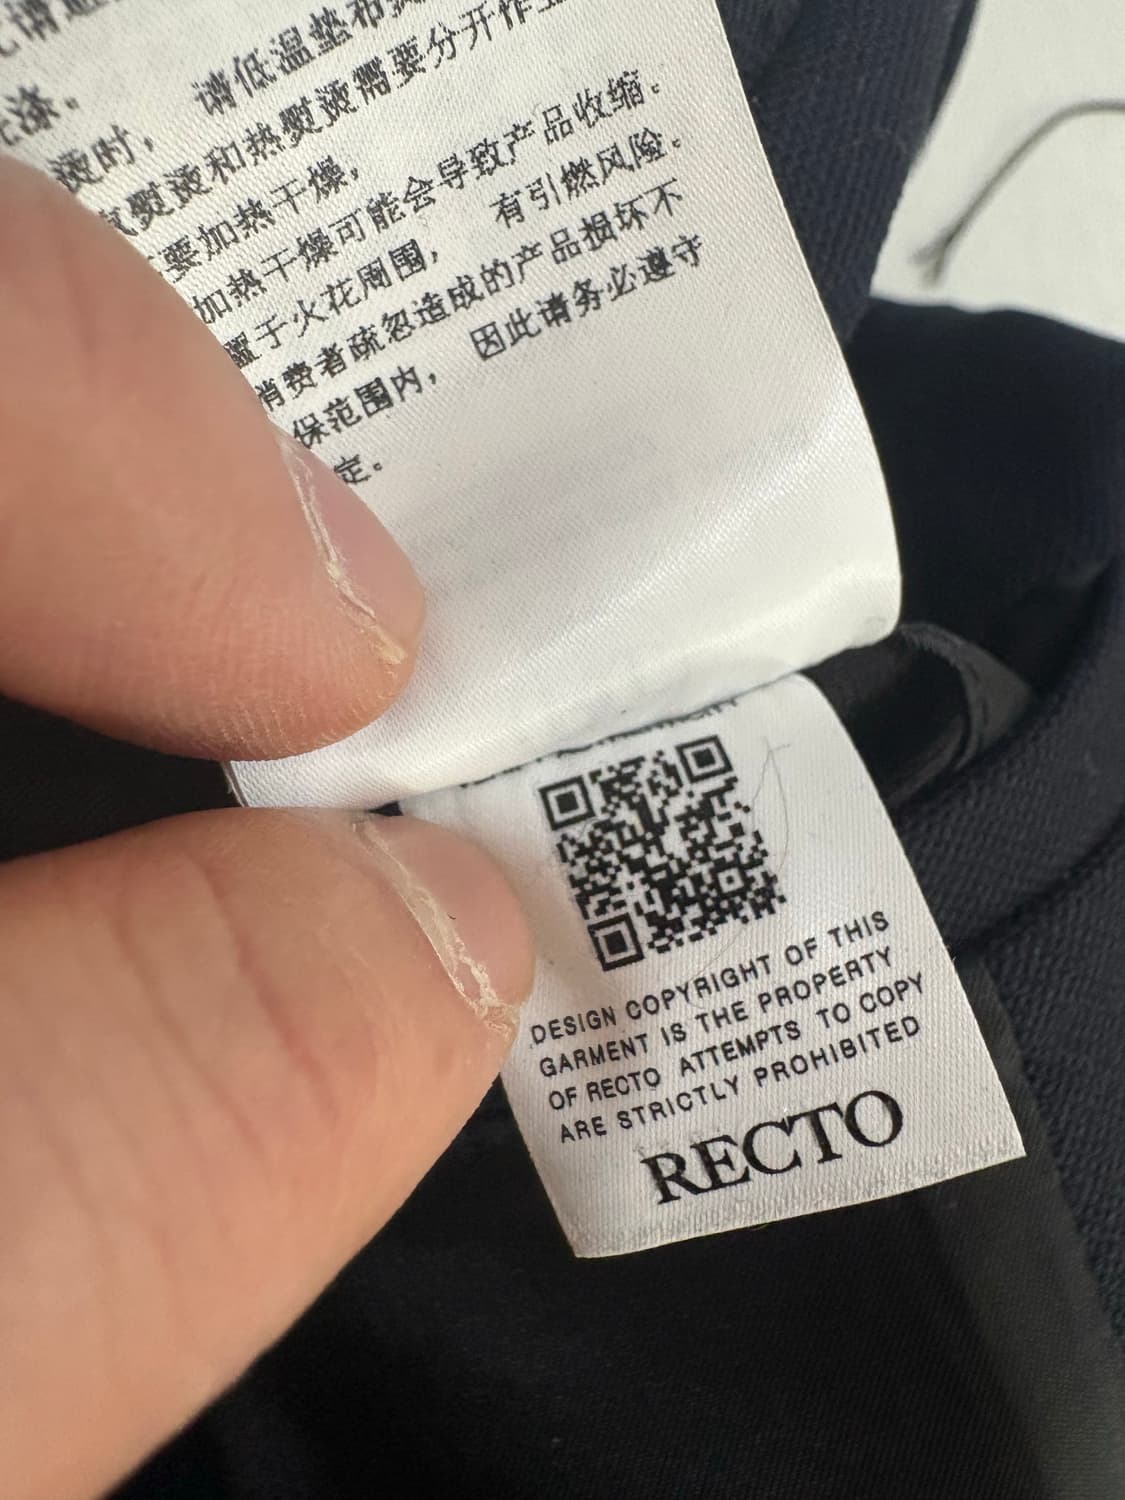 洗涤。 请低温垫布
烫时,
熨烫和热熨烫需要分开作业
要加热干燥,
加热干燥可能会导致产品收缩。
置于火花周围, 有引燃风险。
消费者疏忽造成的产品损坏不
保范围内, 因此请务必遵守
定。
DESIGN COPYRIGHT OF THIS
GARMENT IS THE PROPERTY
OF RECTO ATTEMPTS TO COPY
ARE STRICTLY PROHIBITED
RECTO